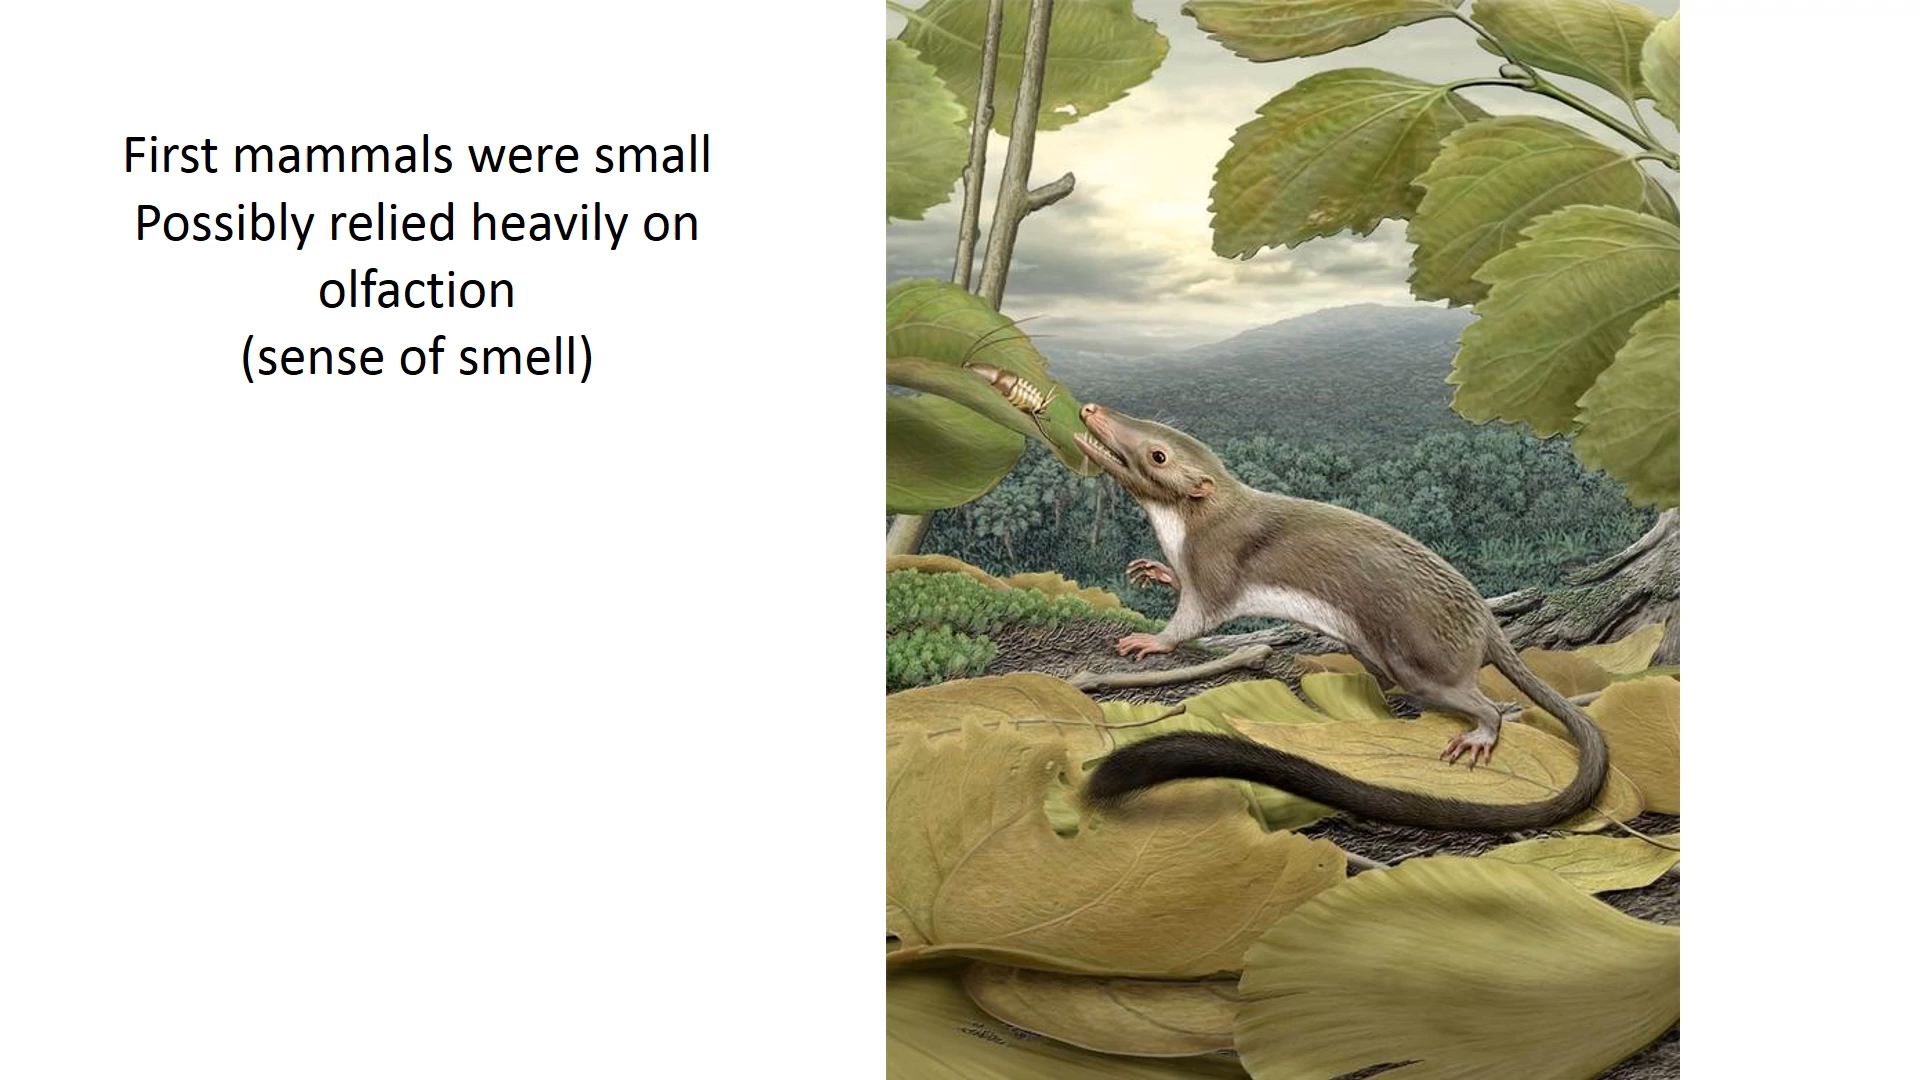 First mammals were small
Possibly relied heavily on
olfaction
(sense of smell)